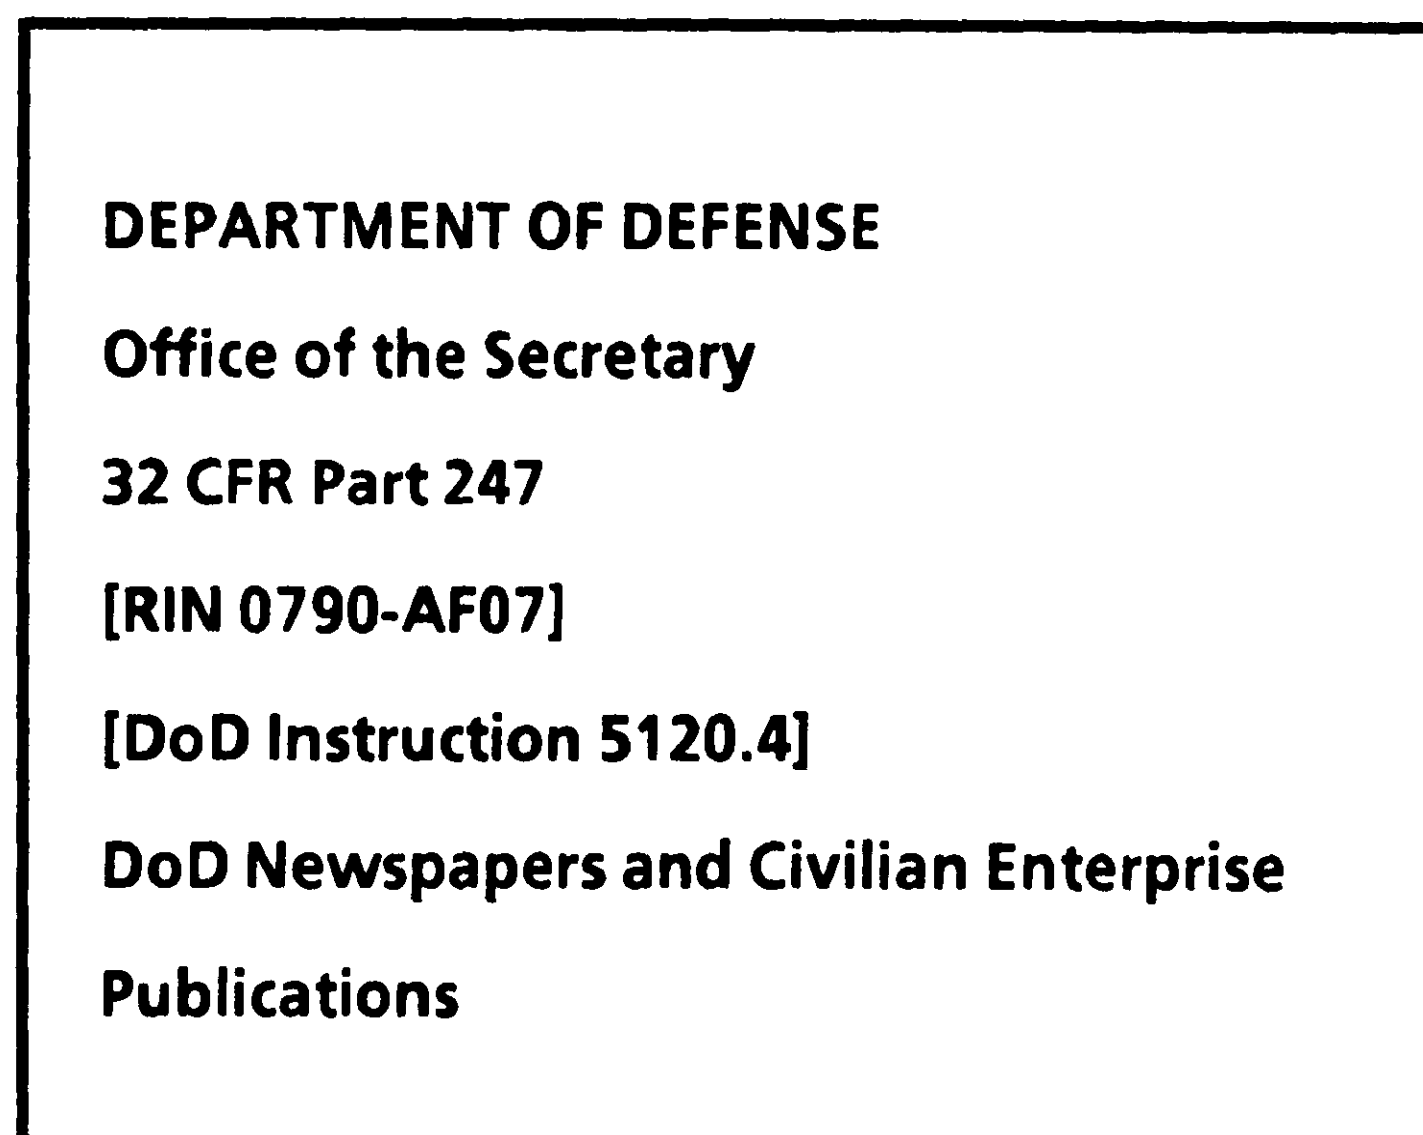 DEPARTMENT OF DEFENSE
Office of the Secretary
32 CFR Part 247
[RIN 0790-AF07]
[DoD Instruction 5120.4]
DoD Newspapers and Civilian Enterprise
Publications